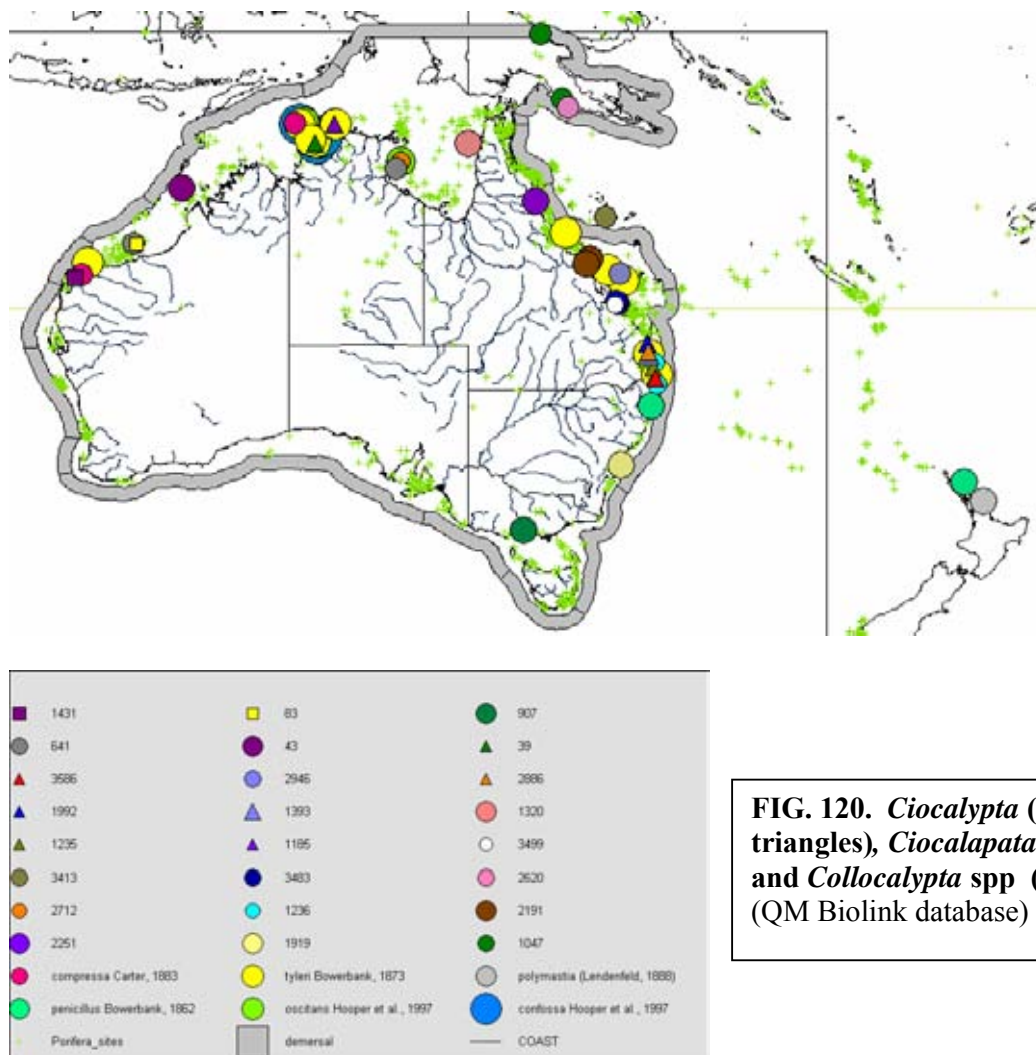 1431 83 907
641 43 39
3586 2946 2886
1992 1393 1320
1235 1185 3499
3413 3483 2620
2712 1236 2191
2251 1919 1047
compressa Carter, 1883 tyleri Bowerbank, 1873 polymastia (Lendenfeld, 1888)
penicillus Bowerbank, 1862 oscitans Hooper et al., 1997 confossa Hooper et al., 1997
Porifera_sites demersal COAST
FIG. 120. Ciocalypta (
triangles), Ciocalapata
and Collocalypta spp (
(QM Biolink database)